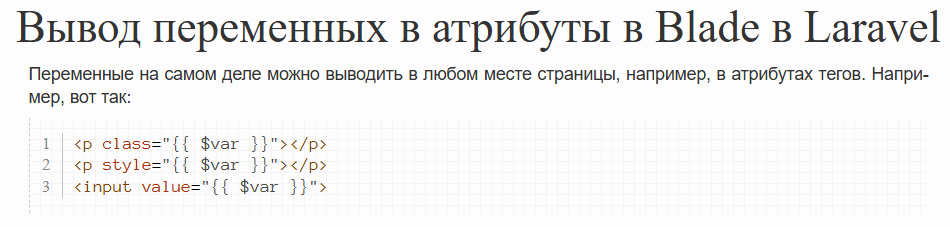 Вывод переменных в атрибуты в Blade в Laravel
Переменные на самом деле можно выводить в любом месте страницы, например, в атрибутах тегов. Напри-
мер, вот так:
1 <p class="{{ $var }}"></p>
2 <p style="{{ $var }}"></p>
3 <input value="{{ $var }}">